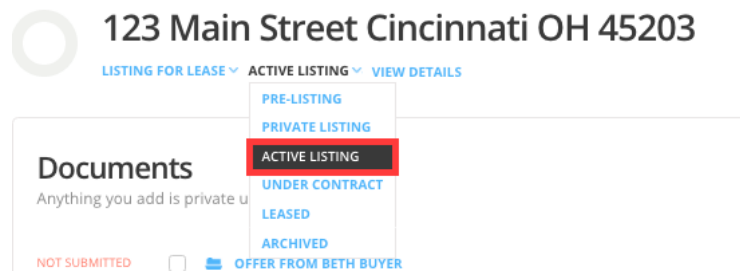 123 Main Street Cincinnati OH 45203
LISTING FOR LEASE ACTIVE LISTING VIEW DETAILS
PRE-LISTING
PRIVATE LISTING
ACTIVE LISTING
Documents
UNDER CONTRACT
Anything you add is private u
LEASED
ARCHIVED
NOT SUBMITTED OFFER FROM BETH BUYER